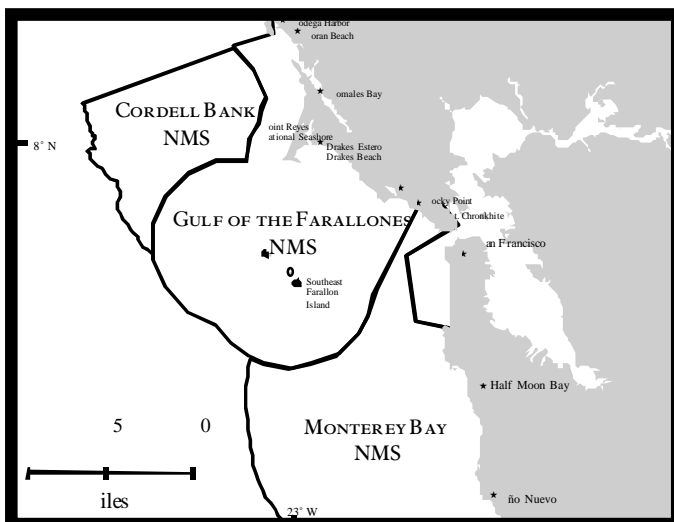 odega Harbor
oran Beach
omales Bay
CORDELL BANK
NMS
oint Reyes
ational Seashore
8° N
Drakes Estero
Drakes Beach
ocky Point
t. Chronkhite
GULF OF THE FARALLONES
NMS
an Francisco
Southeast
Farallon
Island
Half Moon Bay
5 0
MONTEREY BAY
NMS
iles
ño Nuevo
23° W